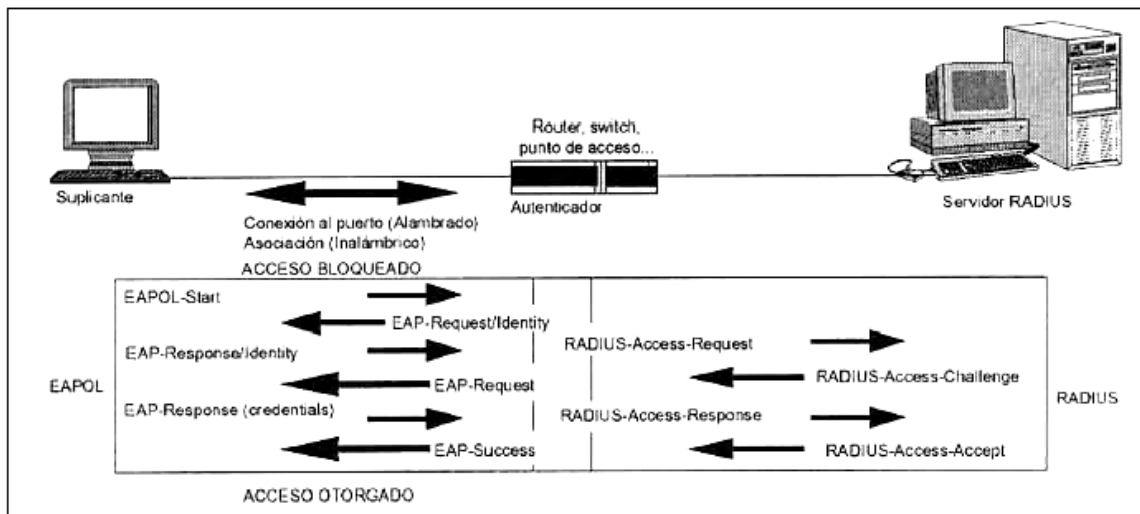 Router, switch,
punto de acceso...
Suplicante
Autenticador
Servidor RADIUS
Conexión al puerto (Alambrado)
Asociación (Inalámbrico)
ACCESO BLOQUEADO
EAPOL-Start
EAP-Request/Identity
RADIUS-Access-Request
EAP-Response/Identity
EAPOL
EAP-Request
RADIUS-Access-Challenge
RADIUS
EAP-Response (credentials)
RADIUS-Access-Response
EAP-Success
RADIUS-Access-Accept
ACCESO OTORGADO